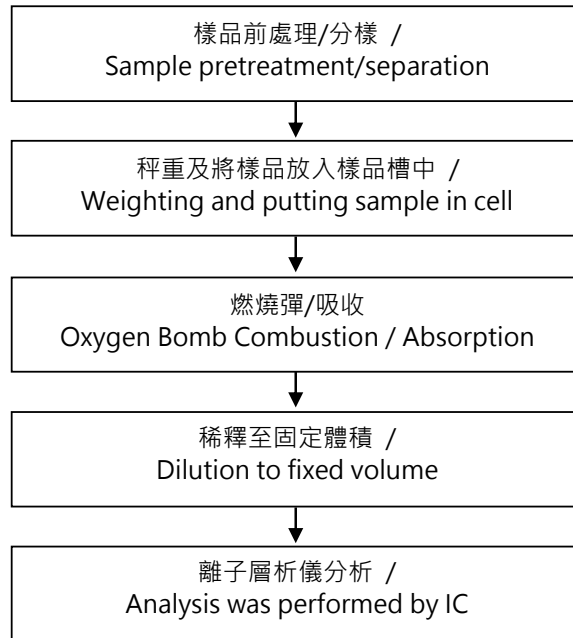 樣品前處理/分樣 /
Sample pretreatment/separation
秤重及將樣品放入樣品槽中 /
Weighting and putting sample in cell
燃燒彈/吸收
Oxygen Bomb Combustion / Absorption
稀釋至固定體積 /
Dilution to fixed volume
離子層析儀分析 /
Analysis was performed by IC